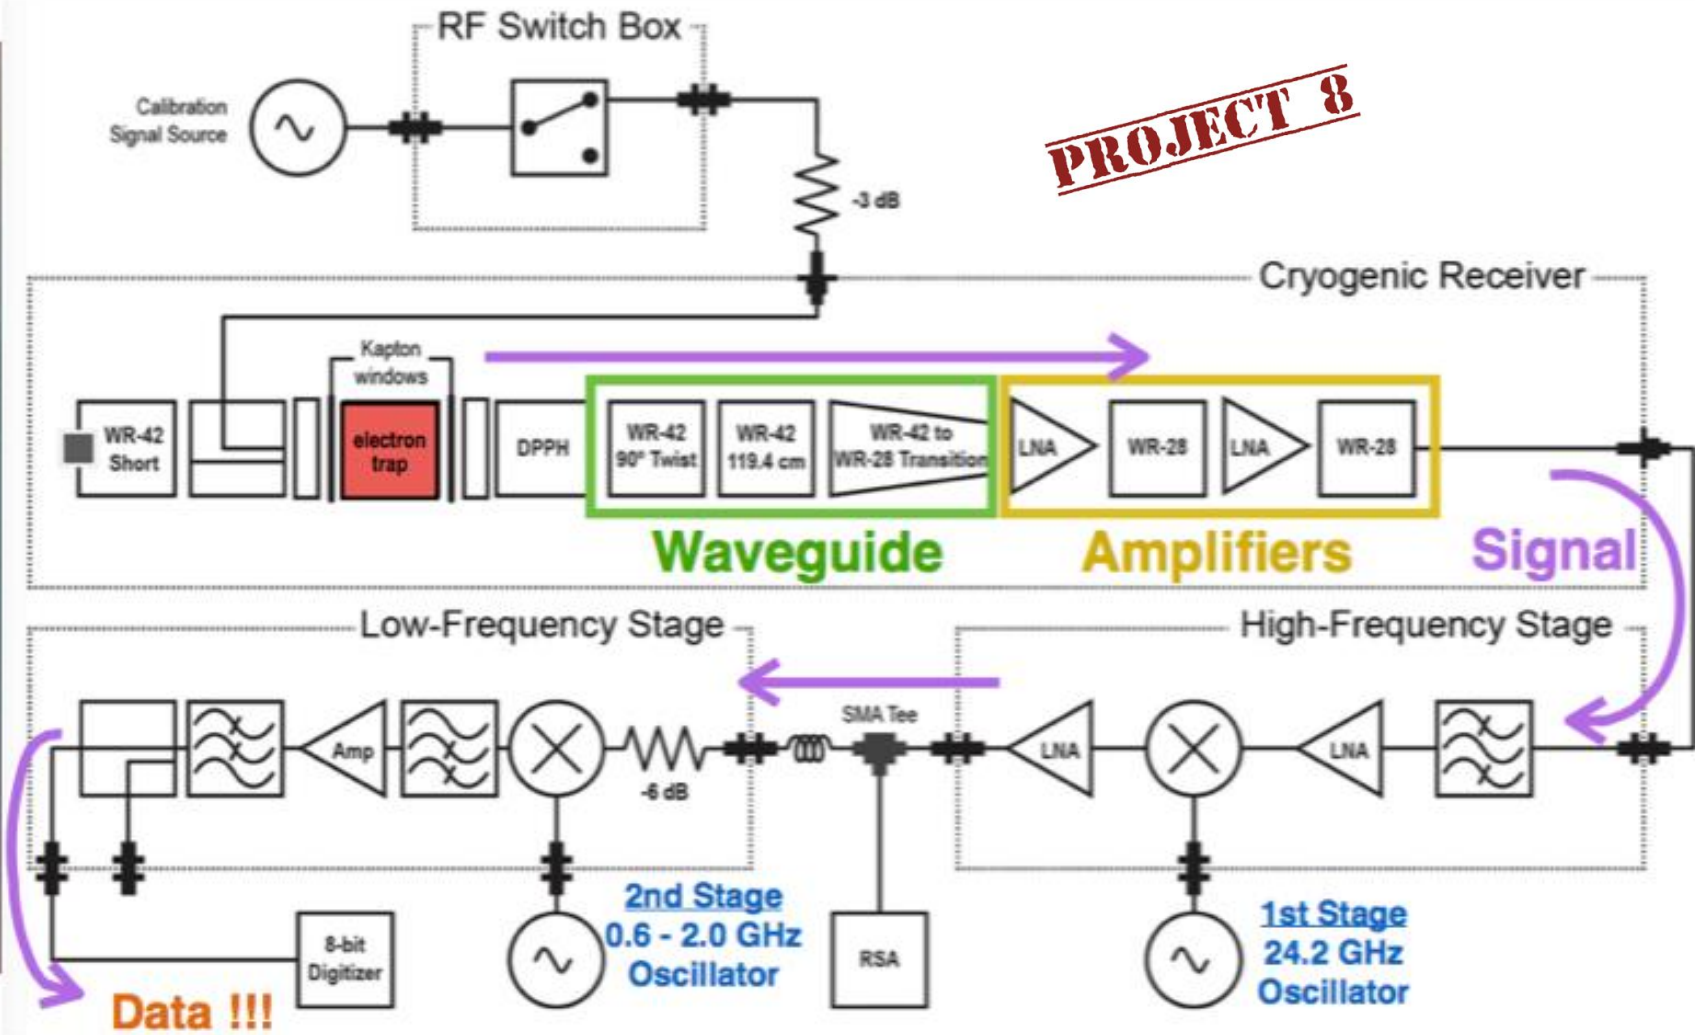 RF Switch Box
Calibration
Signal Source
PROJECT 8
-3 dB
Cryogenic Receiver
Kapton
windows
WR-42
Short
electron
trap
DPPH
WR-42
90° Twist
WR-42
119.4 cm
WR-42 to
WR-28 Transition
LNA
WR-28
LNA
WR-28
Waveguide
Amplifiers
Signal
Low-Frequency Stage
High-Frequency Stage
Amp
-6 dB
SMA Tee
LNA
LNA
8-bit
Digitizer
2nd Stage
0.6 - 2.0 GHz
Oscillator
RSA
1st Stage
24.2 GHz
Oscillator
Data !!!